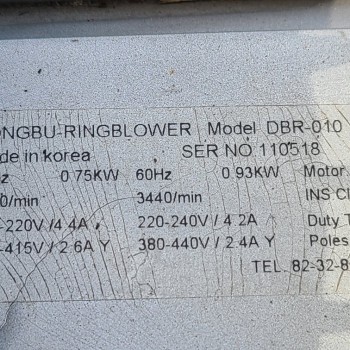 ONGBU-RINGBLOWER Model DBR-010
de in korea SER NO 110518
z 0.75KW 60Hz 0.93KW Motor.
0/min 3440/min INS Cl
-220V / 4.4A 220-240V / 4.2A Duty T
-415V / 2.6A Y 380-440V / 2.4A Y Poles
TEL. 82-32-8